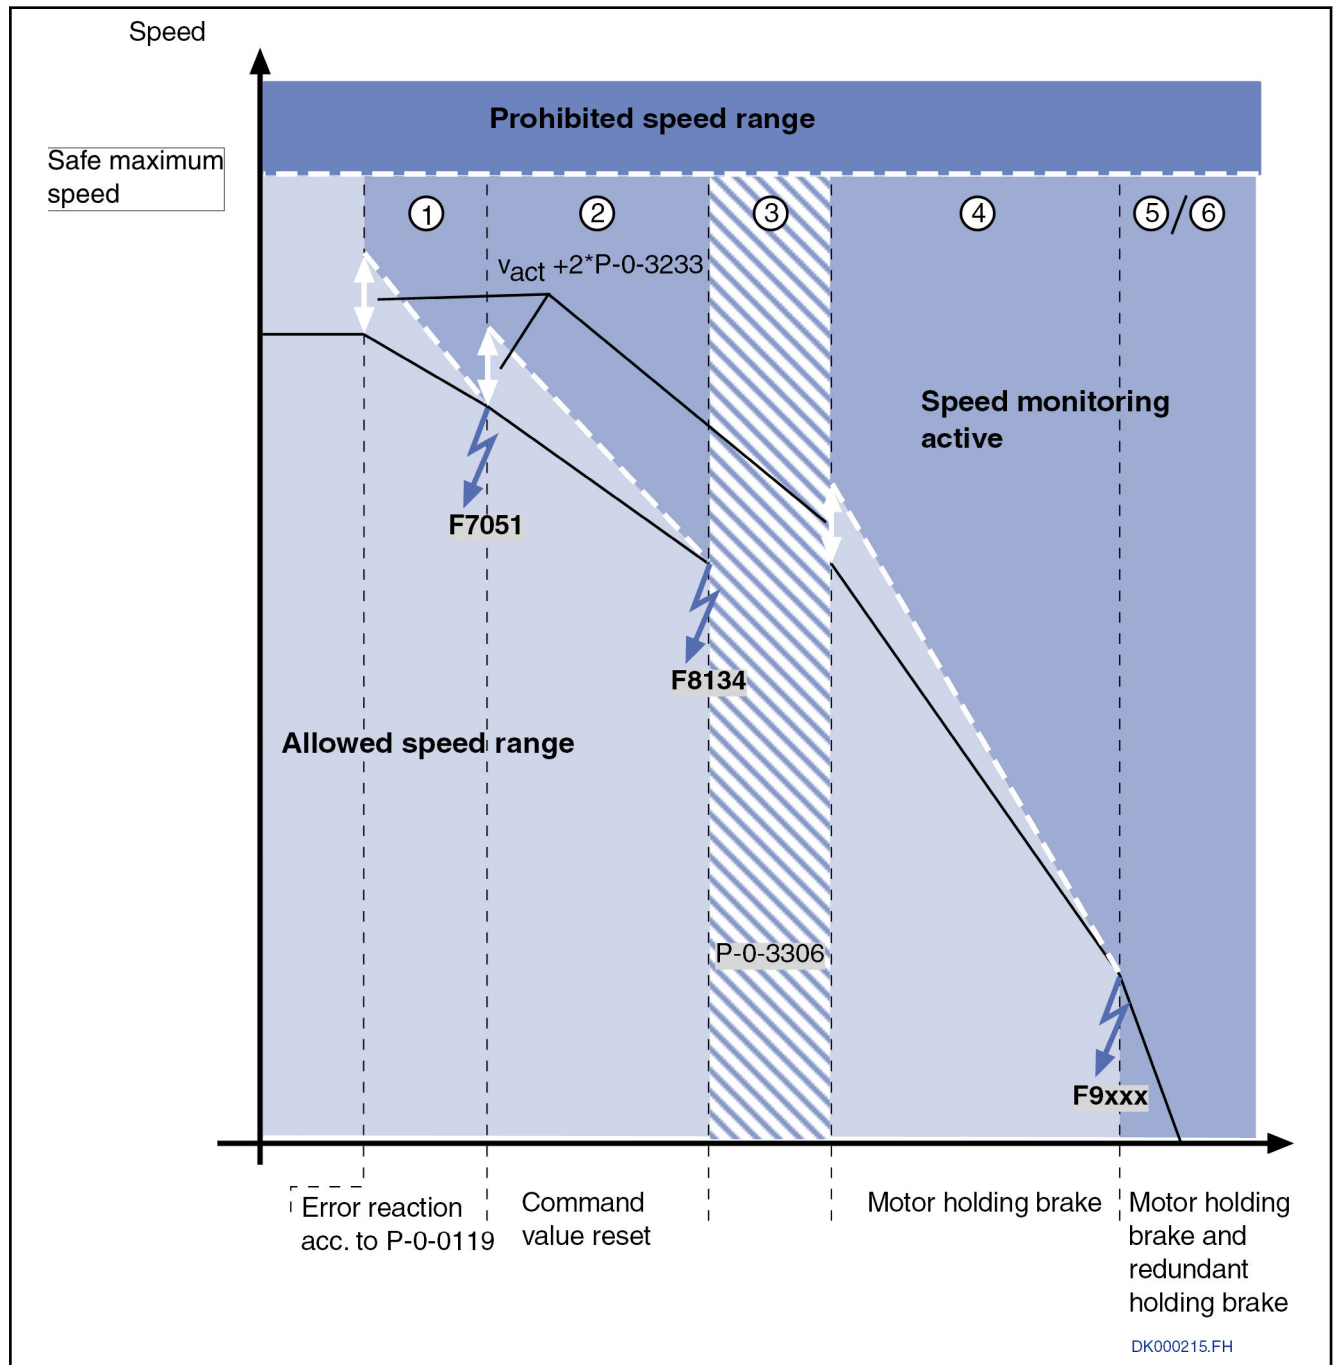 Speed
Prohibited speed range
Safe maximum
speed
1
2
3
4
5/6
vact +2*P-0-3233
Speed monitoring
active
F7051
F8134
Allowed speed range
P-0-3306
F9xxx
Error reaction
acc. to P-0-0119
Command
value reset
Motor holding brake
Motor holding
brake and
redundant
holding brake
DK000215.FH